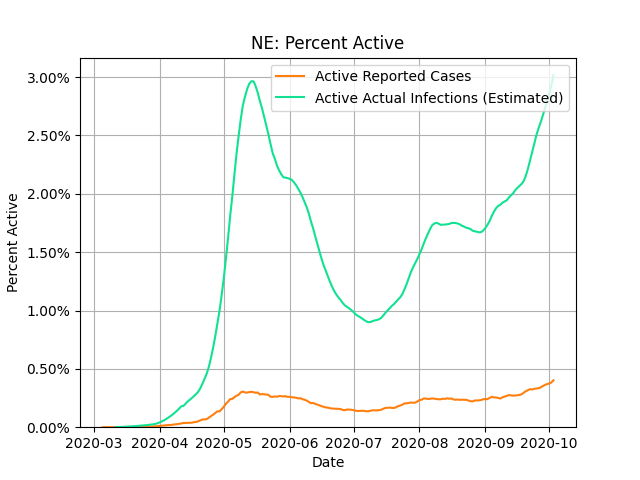 NE: Percent Active
Active Reported Cases
Active Actual Infections (Estimated)
Percent Active
3.00%
2.50%
2.00%
1.50%
1.00%
0.50%
0.00%
2020-03 2020-04 2020-05 2020-06 2020-07 2020-08 2020-09 2020-10
Date